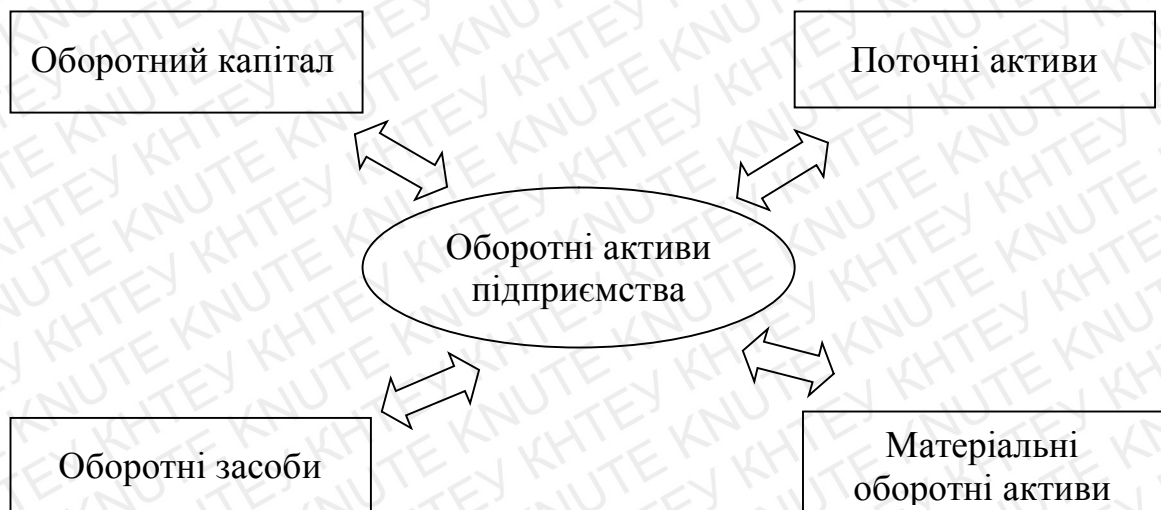 Оборотний капітал
Поточні активи
Оборотні активи
підприємства
Оборотні засоби
Матеріальні
оборотні активи